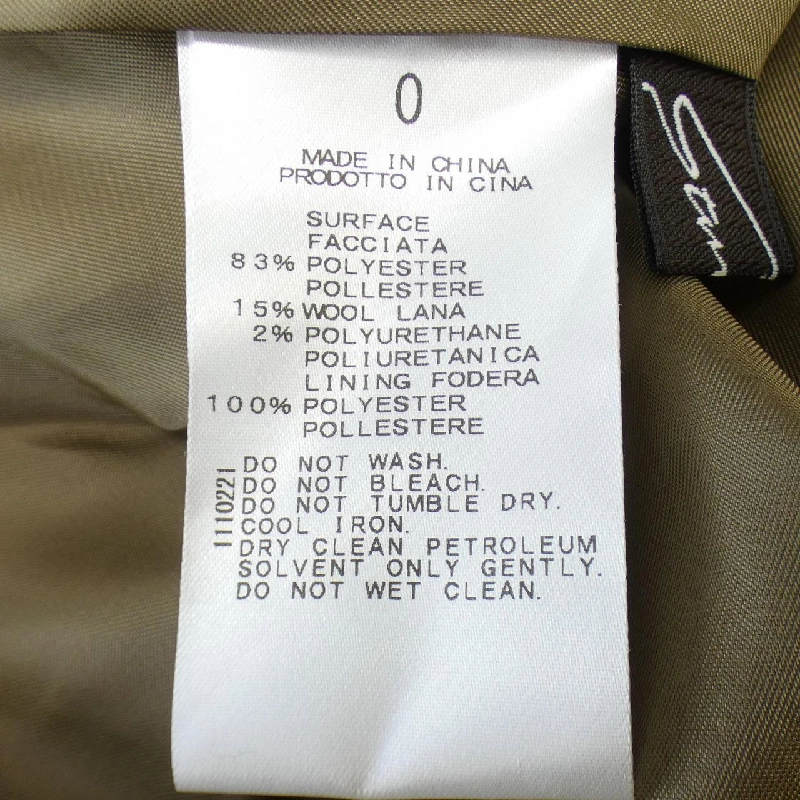 0
MADE IN CHINA
PRODOTTO IN CINA
SURFACE
FACCIATA
83% POLYESTER
POLLESTERE
15% WOOL LANA
2% POLYURETHANE
POLIURETANICA
LINING FODERA
100% POLYESTER
POLLESTERE
1110221
DO NOT WASH.
DO NOT BLEACH.
DO NOT TUMBLE DRY.
COOL IRON.
DRY CLEAN PETROLEUM
SOLVENT ONLY GENTLY.
DO NOT WET CLEAN.